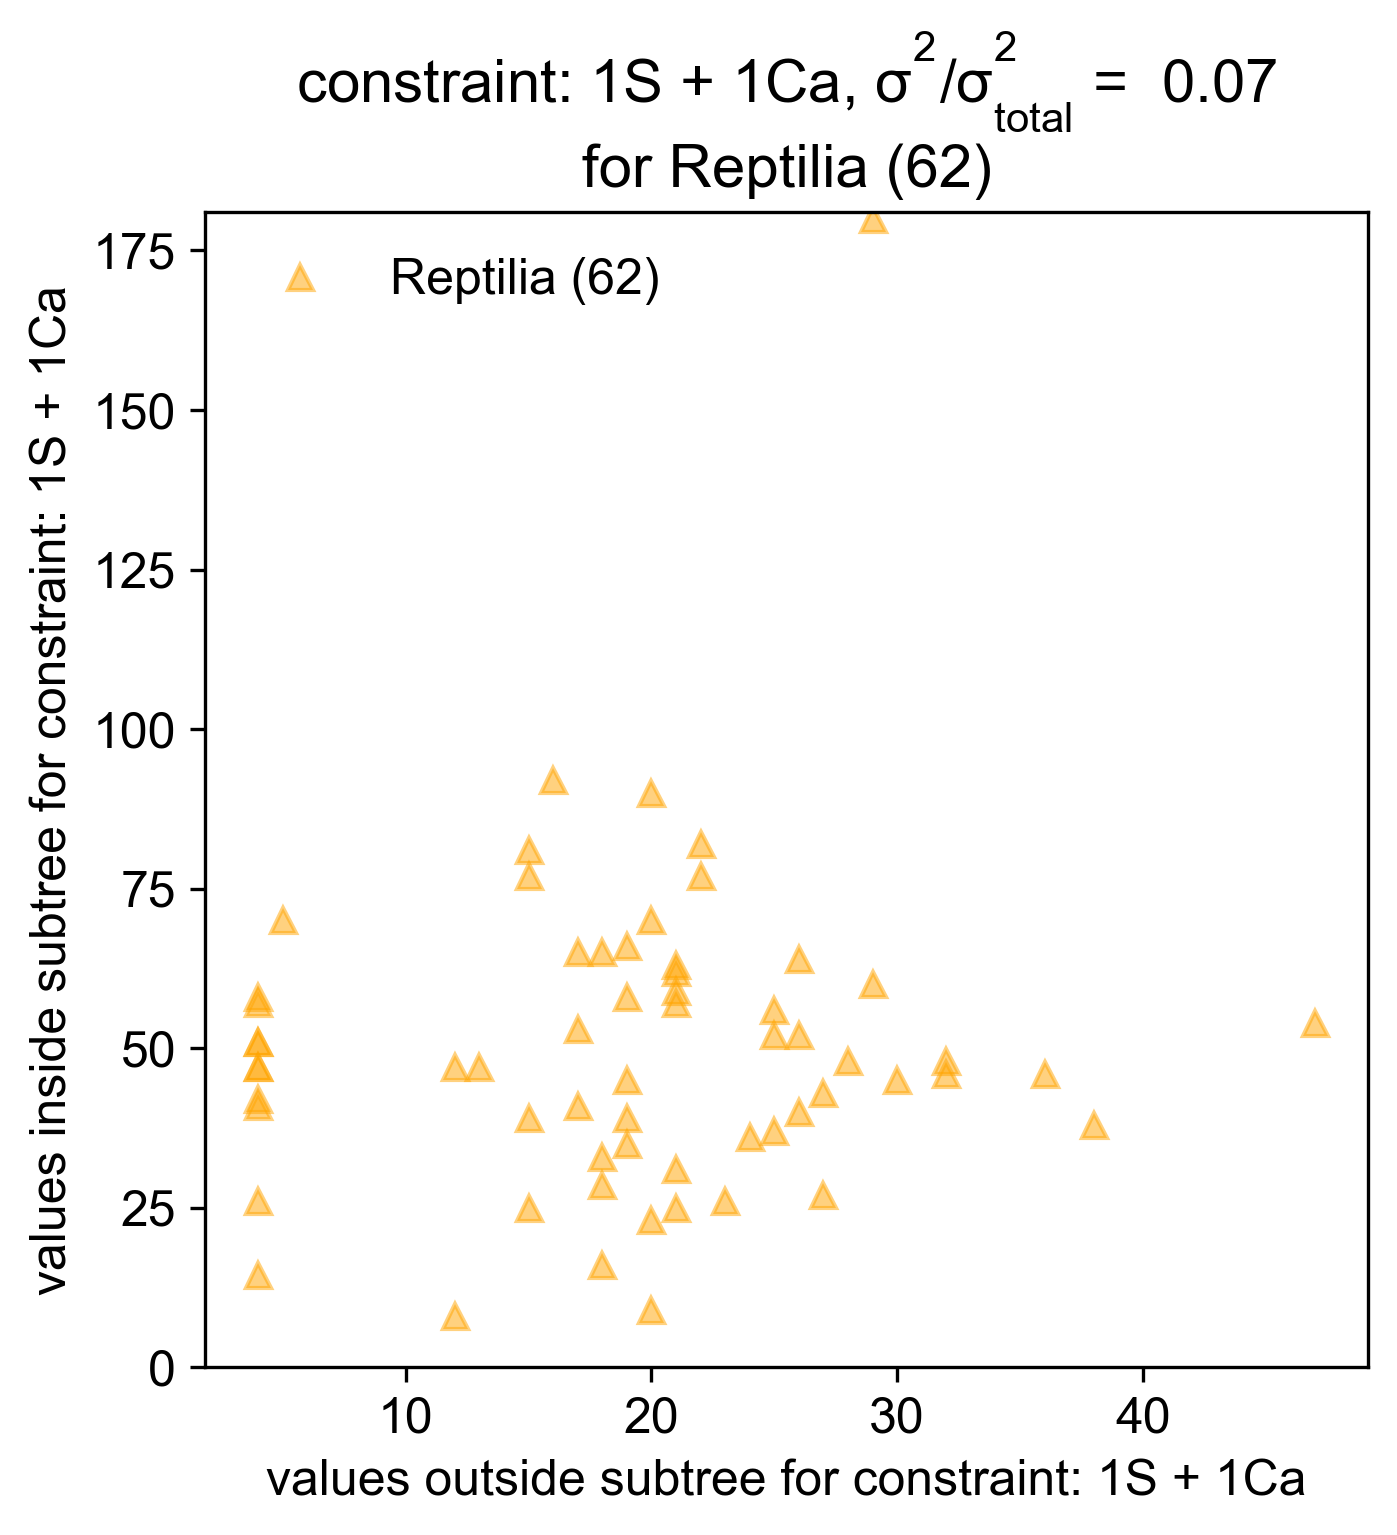 constraint: 1S + 1Ca, σ²/σ²total = 0.07
for Reptilia (62)
Reptilia (62)
175
150
125
100
75
50
25
0
values inside subtree for constraint: 1S + 1Ca
10 20 30 40
values outside subtree for constraint: 1S + 1Ca